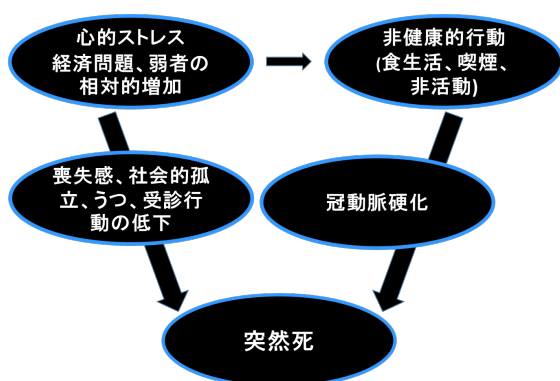 心的ストレス
経済問題、弱者の
相対的増加
非健康的行動
(食生活、喫煙、
非活動)
喪失感、社会的孤
立、うつ、受診行
動の低下
冠動脈硬化
突然死